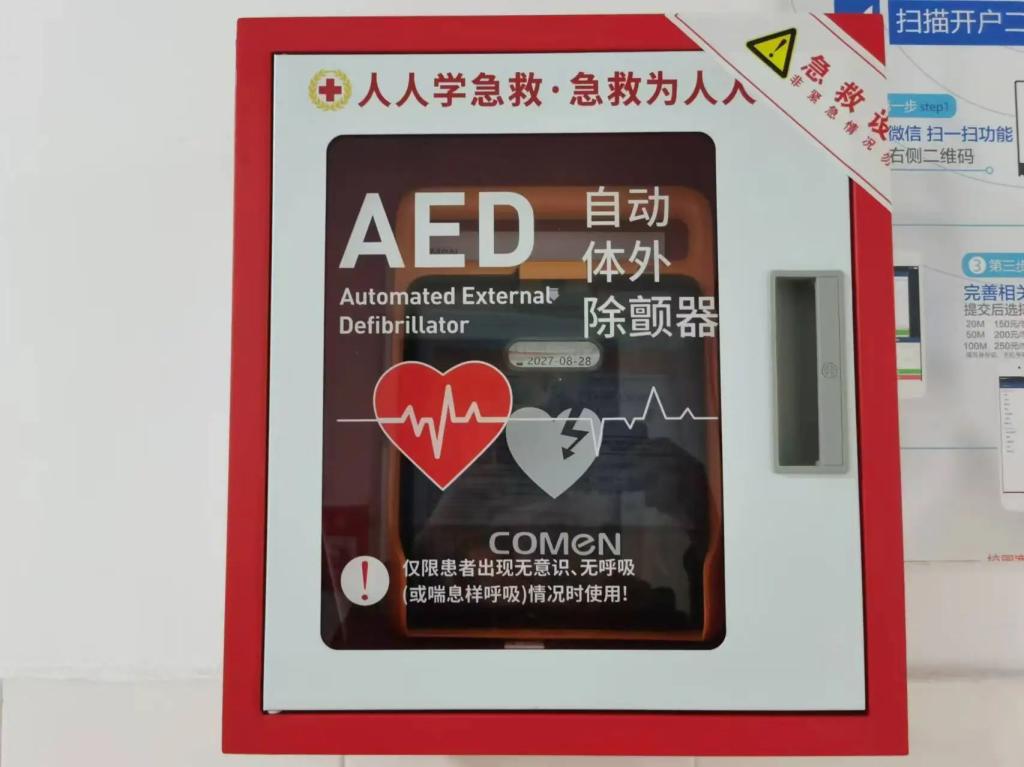 人人学急救·急救为人人
急救设
非紧急情况勿
AED
Automated External
Defibrillator
自动
体外
除颤器
2027-08-28
COMEN
仅限患者出现无意识、无呼吸
(或喘息样呼吸)情况时使用!
扫描开户二
一步 step1
微信 扫一扫功能
右侧二维码
3 第三步
完善相关
提交后选择
20M 150元/
50M 200元/
100M 250元/